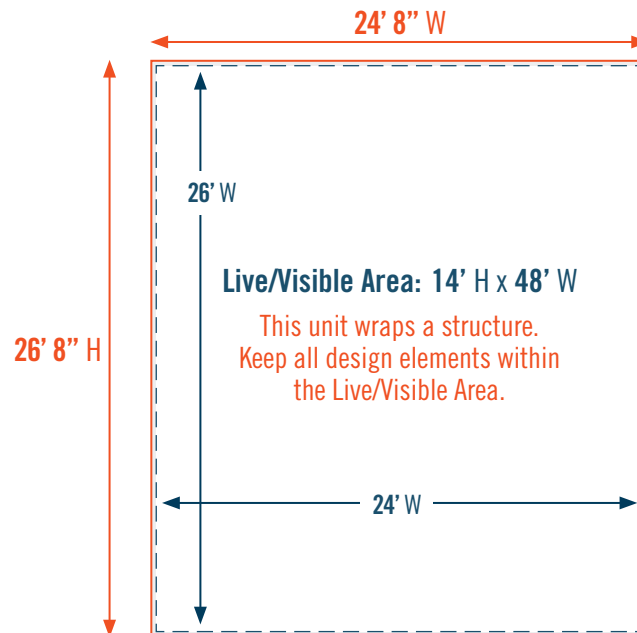 24’ 8” W
26’ W
Live/Visible Area: 14’ H x 48’ W
This unit wraps a structure.
Keep all design elements within
the Live/Visible Area.
26’ 8” H
24’ W